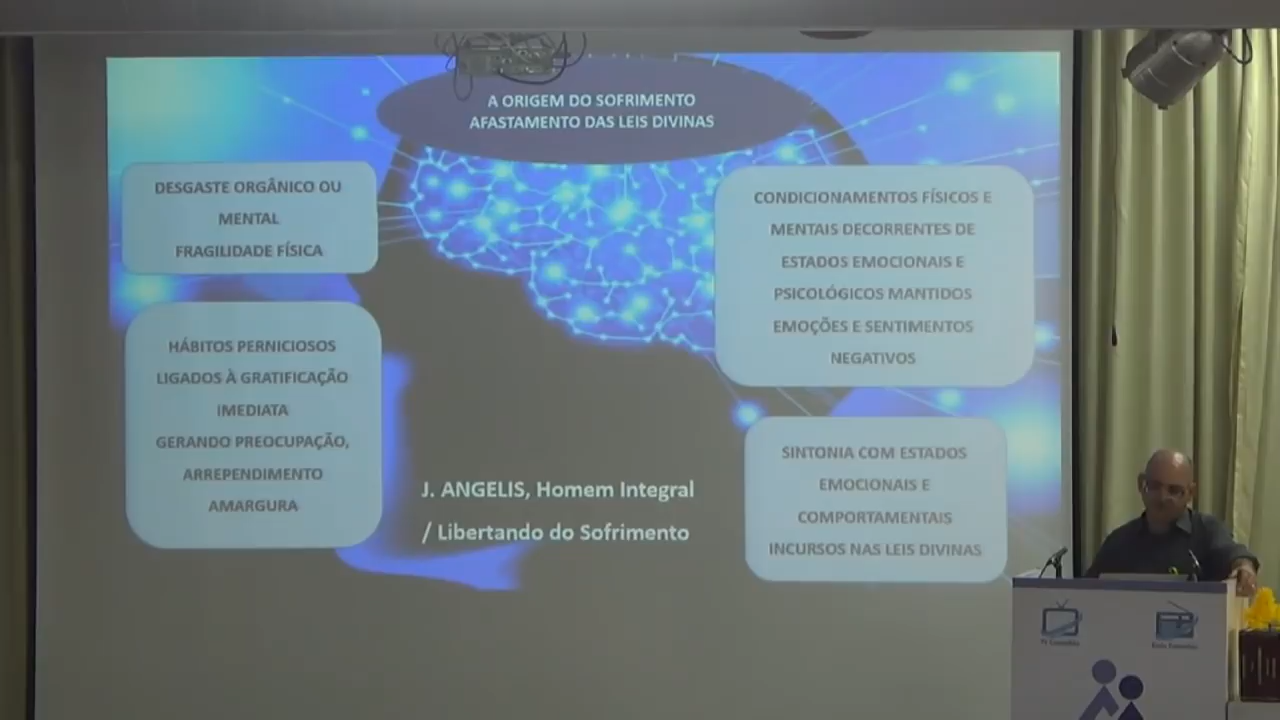 A ORIGEM DO SOFRIMENTO
AFASTAMENTO DAS LEIS DIVINAS
DESGASTE ORGÂNICO OU
MENTAL
FRAGILIDADE FÍSICA
HÁBITOS PERNICIOSOS
LIGADOS À GRATIFICAÇÃO
IMEDIATA
GERANDO PREOCUPAÇÃO,
ARREPENDIMENTO
AMARGURA
CONDICIONAMENTOS FÍSICOS E
MENTAIS DECORRENTES DE
ESTADOS EMOCIONAIS E
PSICOLÓGICOS MANTIDOS
EMOÇÕES E SENTIMENTOS
NEGATIVOS
SINTONIA COM ESTADOS
EMOCIONAIS E
COMPORTAMENTAIS
INCURSOS NAS LEIS DIVINAS
J. ANGELIS, Homem Integral
/ Libertando do Sofrimento